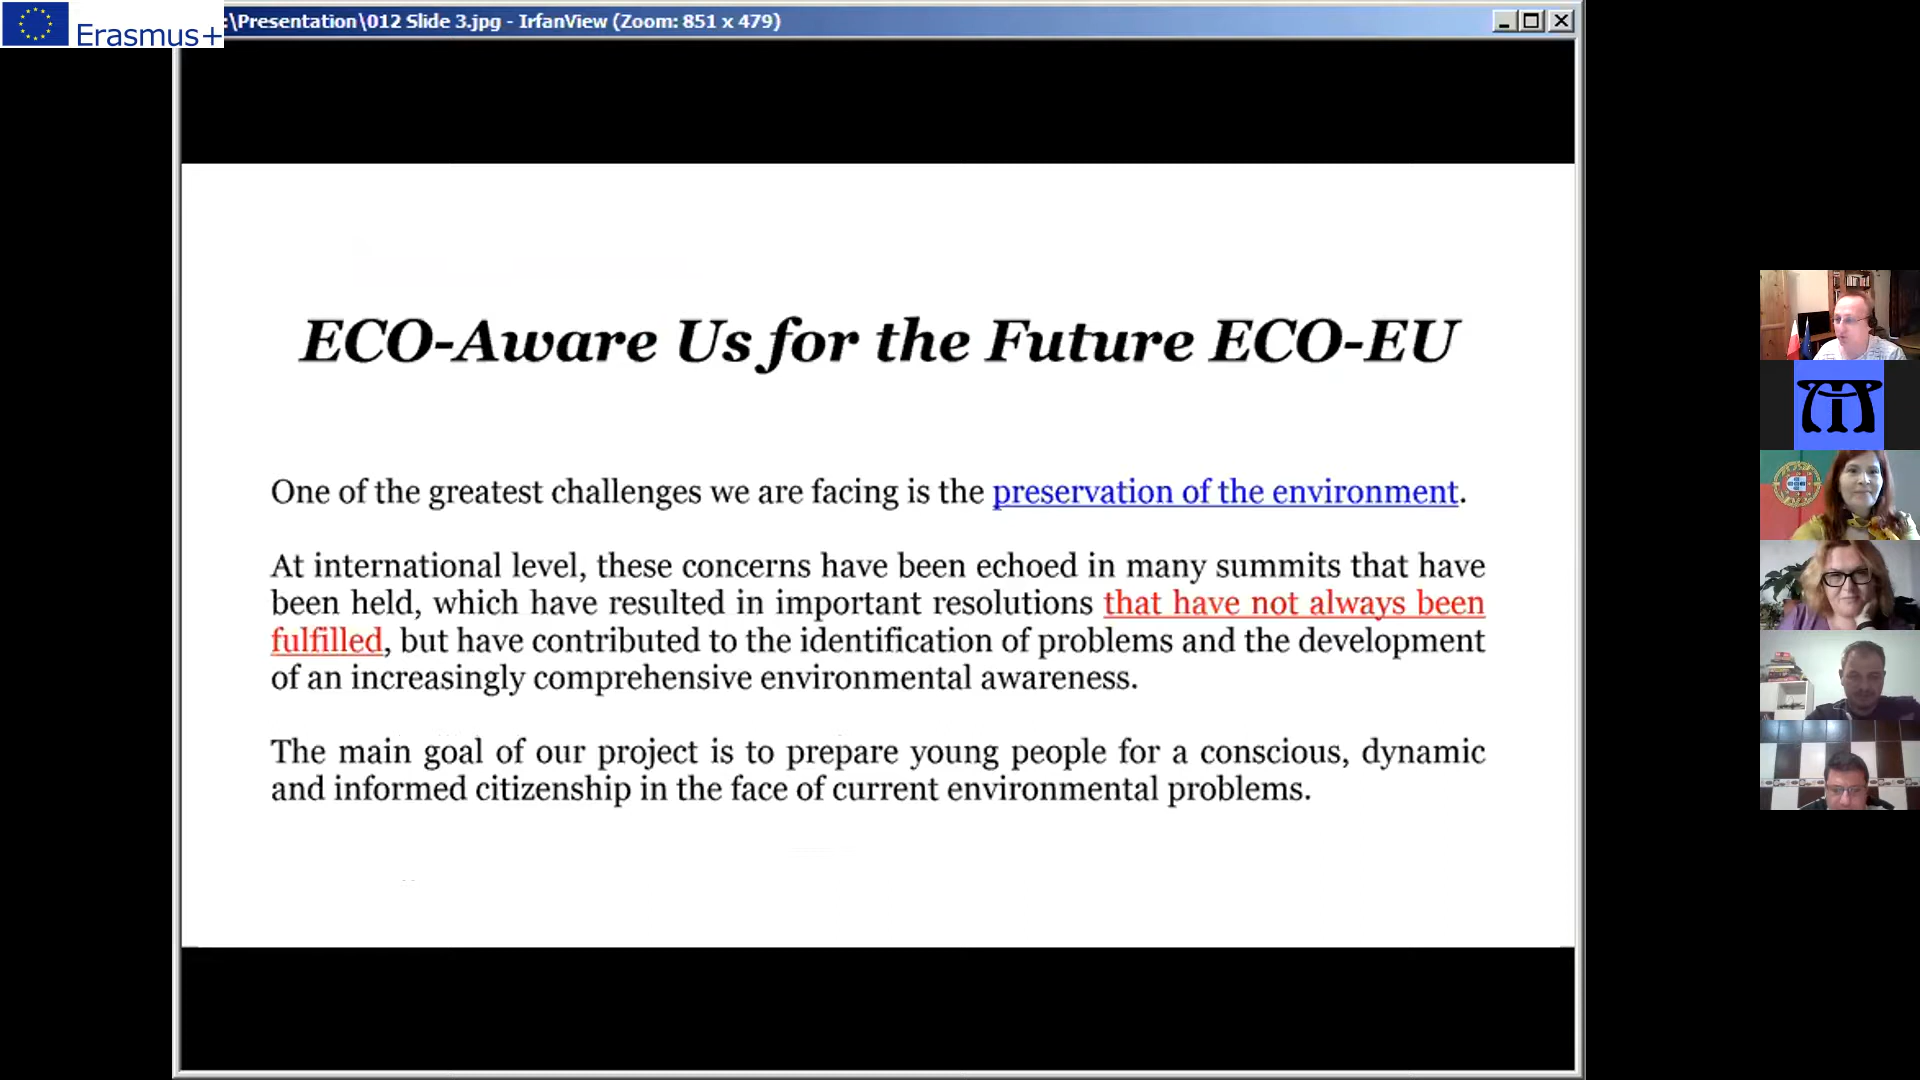 Erasmus+
:\Presentation\012 Slide 3.jpg - IrfanView (Zoom: 851 x 479)
ECO-Aware Us for the Future ECO-EU
One of the greatest challenges we are facing is the preservation of the environment.
At international level, these concerns have been echoed in many summits that have
been held, which have resulted in important resolutions that have not always been
fulfilled, but have contributed to the identification of problems and the development
of an increasingly comprehensive environmental awareness.
The main goal of our project is to prepare young people for a conscious, dynamic
and informed citizenship in the face of current environmental problems.